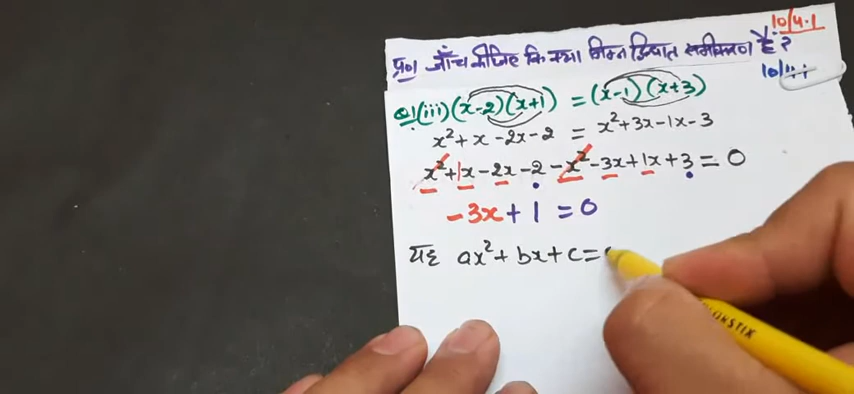 10/4.1
प्र01 जाँच कीजिए कि क्या निम्न द्विघात समीकरण है?
Q1(iii)(x-2)(x+1) = (x-1)(x+3)
x²+x-2x-2 = x²+3x-1x-3
x²+1x-2x-2-x²-3x+1x+3=0
-3x+1=0
यह ax²+bx+c=